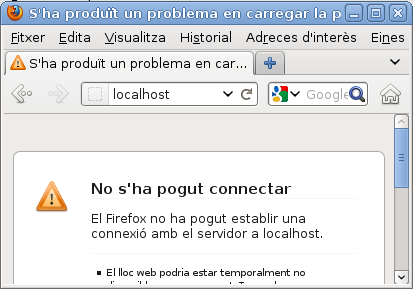 S'ha produït un problema en carregar la p
Fitxer Edita Visualitza Historial Adreces d'interès Eines
S'ha produït un problema en car...
localhost Google
No s'ha pogut connectar
El Firefox no ha pogut establir una
connexió amb el servidor a localhost.
El lloc web podria estar temporalment no